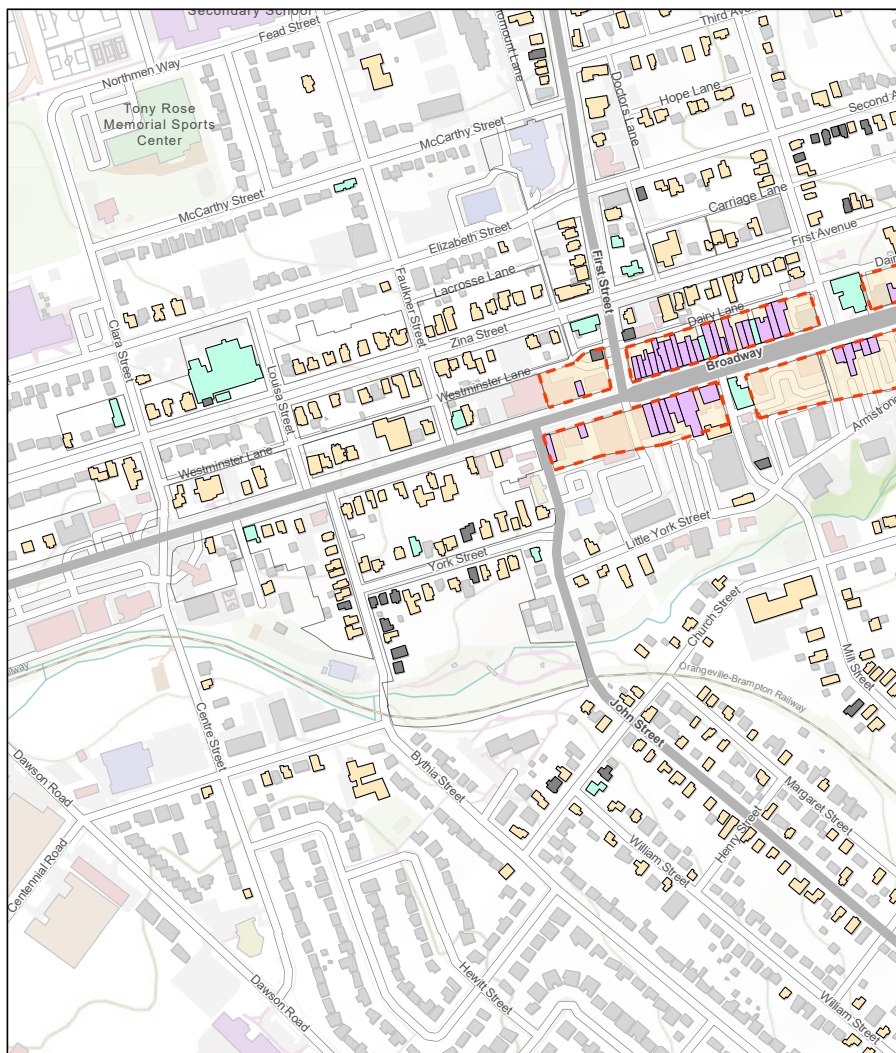 Secondary School
Fead Street
Northmen Way
Third Ave
Doctors Lane
Hope Lane
Second A
Tony Rose
Memorial Sports
Center
McCarthy Street
McCarthy Street
Carriage Lane
Elizabeth Street
First Avenue
First Street
Lacrosse Lane
Faulkner Street
Dairy Lane
Zina Street
Clara Street
Broadway
Louisa Street
Westminster Lane
Armstrong
Westminster Lane
Little York Street
York Street
Church Street
Mill Street
Orangeville-Brampton Railway
John Street
Centre Street
Dawson Road
Bythia Street
Margaret Street
Henry Street
William Street
Centennial Road
Hewitt Street
Dawson Road
William Street